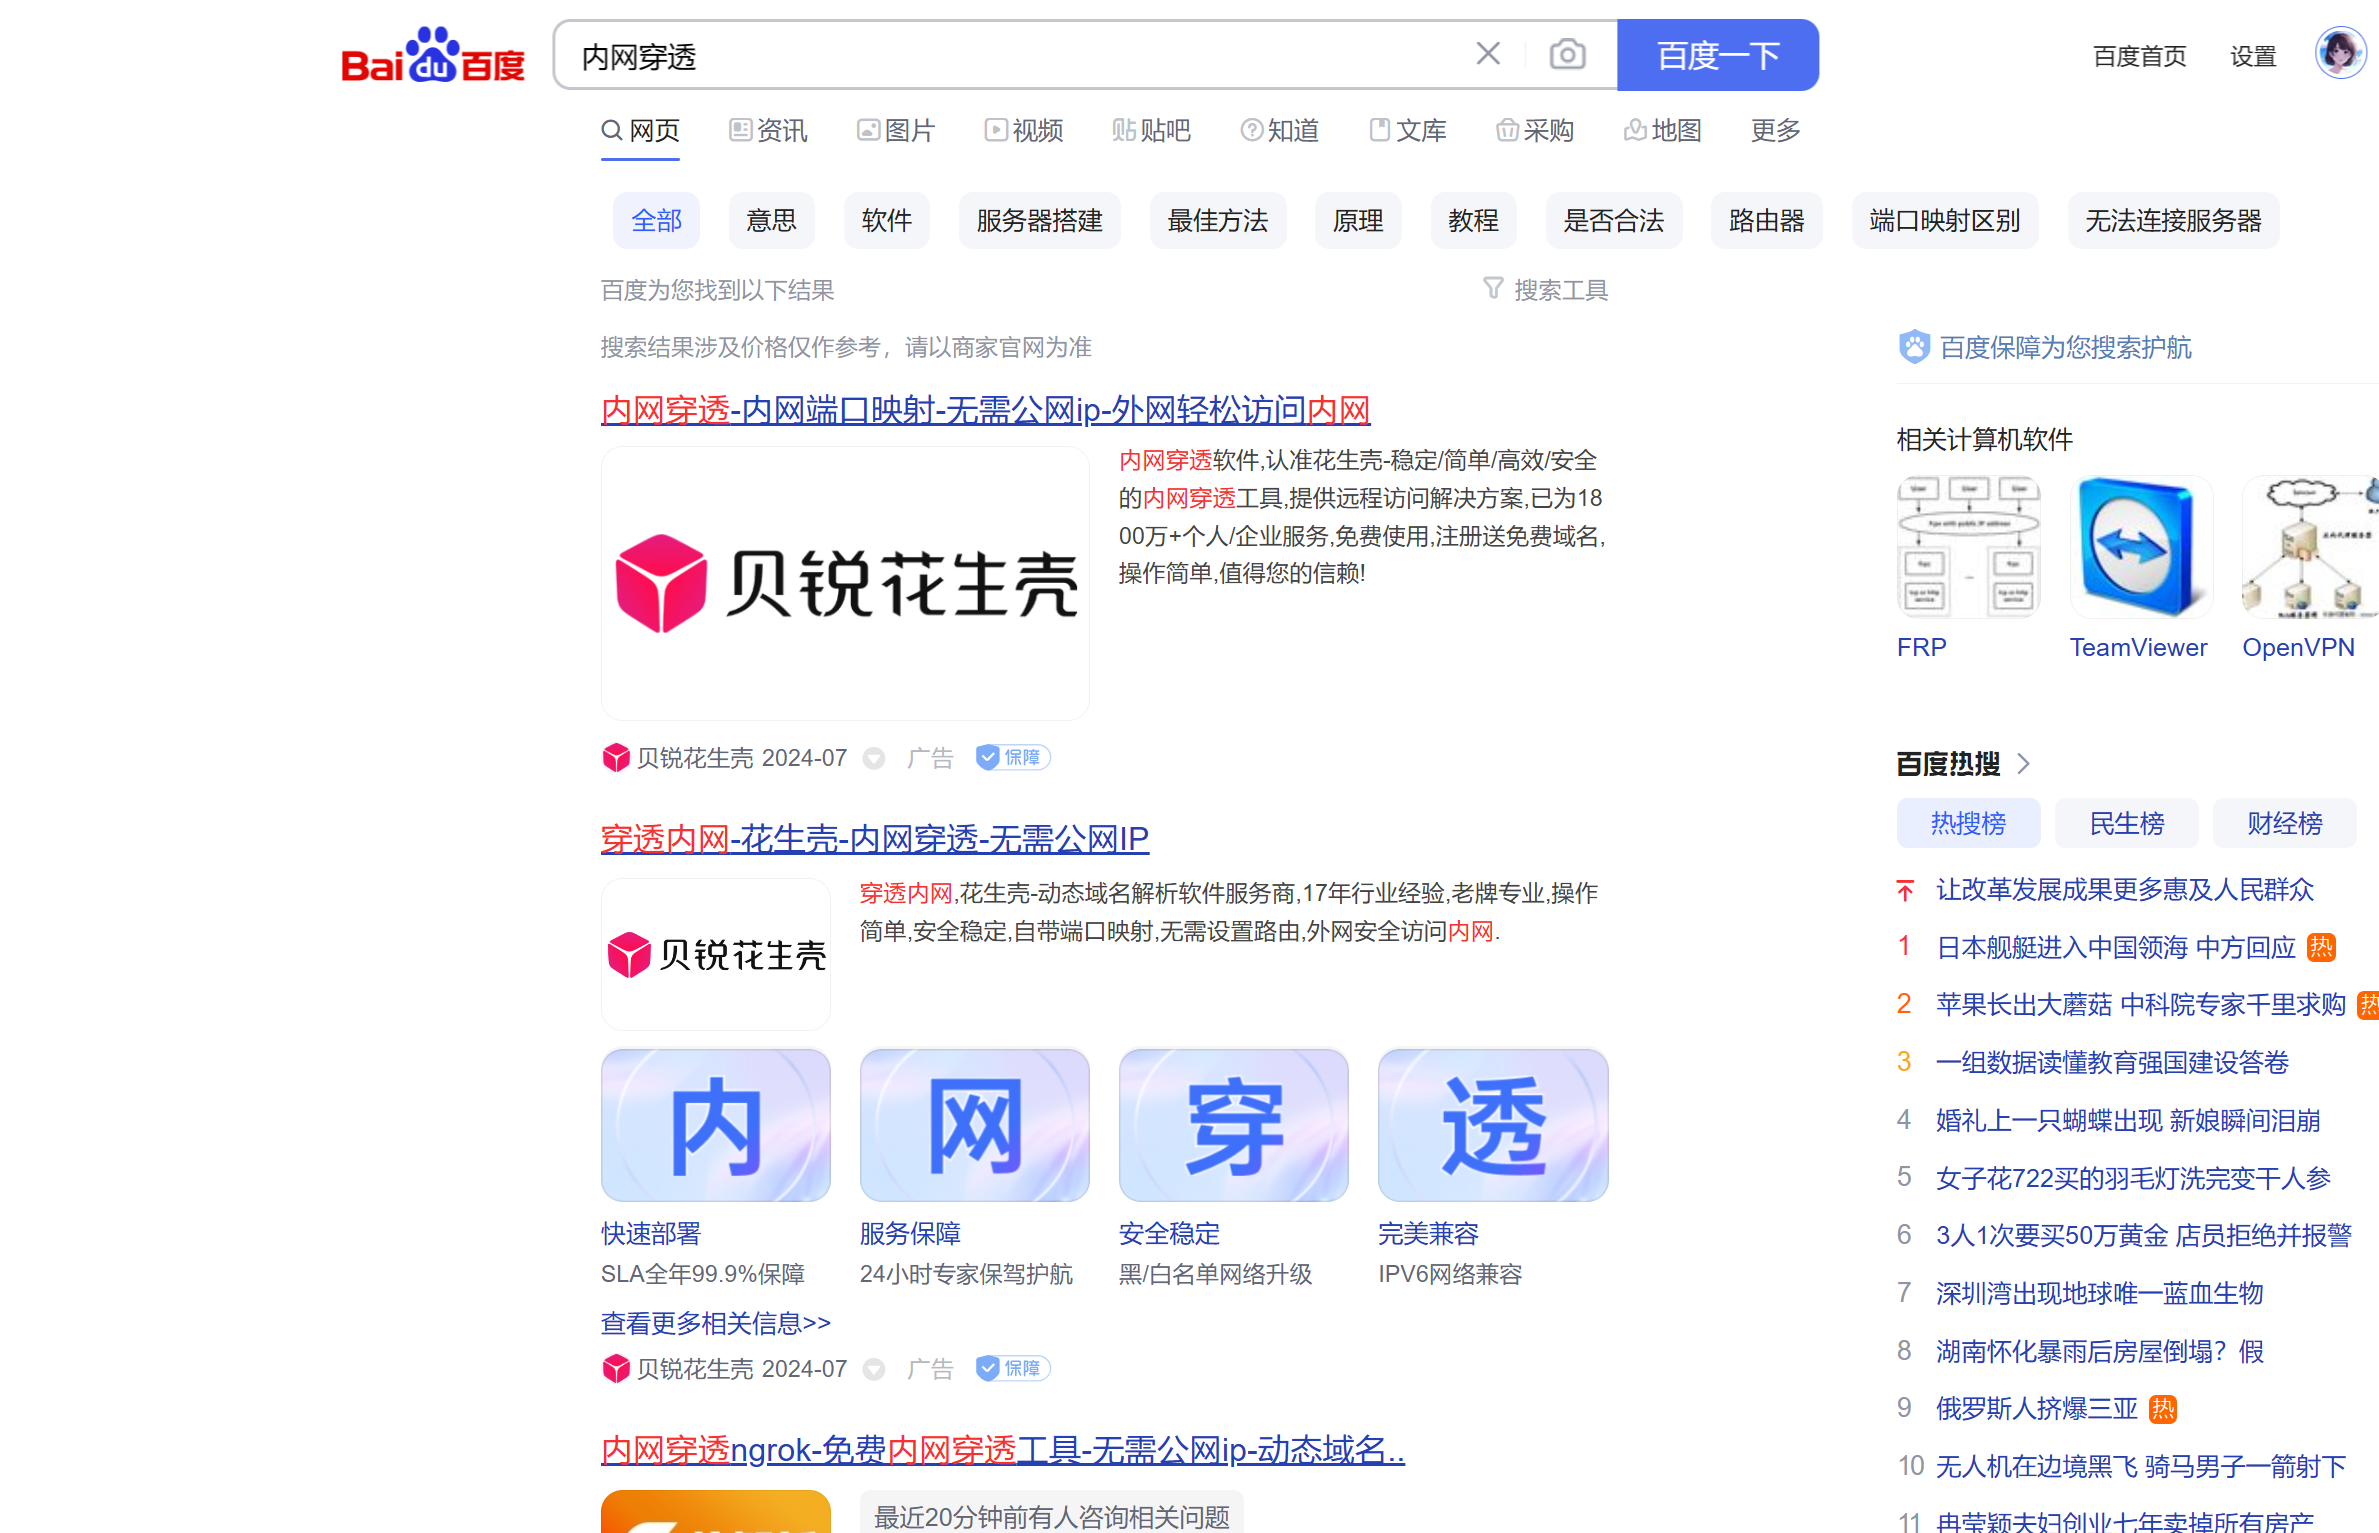 Bai du 百度
内网穿透
百度一下
百度首页
设置
网页
资讯
图片
视频
贴 贴吧
知道
文库
采购
地图
更多
全部
意思
软件
服务器搭建
最佳方法
原理
教程
是否合法
路由器
端口映射区别
无法连接服务器
百度为您找到以下结果
搜索工具
搜索结果涉及价格仅作参考，请以商家官网为准
内网穿透-内网端口映射-无需公网ip-外网轻松访问内网
贝锐花生壳
内网穿透软件,认准花生壳-稳定/简单/高效/安全
的内网穿透工具,提供远程访问解决方案,已为18
00万+个人/企业服务,免费使用,注册送免费域名,
操作简单,值得您的信赖!
贝锐花生壳 2024-07 广告 保障
穿透内网-花生壳-内网穿透-无需公网IP
贝锐花生壳
穿透内网,花生壳-动态域名解析软件服务商,17年行业经验,老牌专业,操作
简单,安全稳定,自带端口映射,无需设置路由,外网安全访问内网.
内
网
穿
透
快速部署
服务保障
安全稳定
完美兼容
SLA全年99.9%保障
24小时专家保驾护航
黑/白名单网络升级
IPV6网络兼容
查看更多相关信息>>
贝锐花生壳 2024-07 广告 保障
内网穿透ngrok-免费内网穿透工具-无需公网ip-动态域名..
最近20分钟前有人咨询相关问题
百度保障为您搜索护航
相关计算机软件
FRP
TeamViewer
OpenVPN
百度热搜
热搜榜
民生榜
财经榜
让改革发展成果更多惠及人民群众
1 日本舰艇进入中国领海 中方回应 热
2 苹果长出大蘑菇 中科院专家千里求购 热
3 一组数据读懂教育强国建设答卷
4 婚礼上一只蝴蝶出现 新娘瞬间泪崩
5 女子花722买的羽毛灯洗完变干人参
6 3人1次要买50万黄金 店员拒绝并报警
7 深圳湾出现地球唯一蓝血生物
8 湖南怀化暴雨后房屋倒塌？假
9 俄罗斯人挤爆三亚 热
10 无人机在边境黑飞 骑马男子一箭射下
11 冉莹颖夫妇创业七年卖掉所有房产